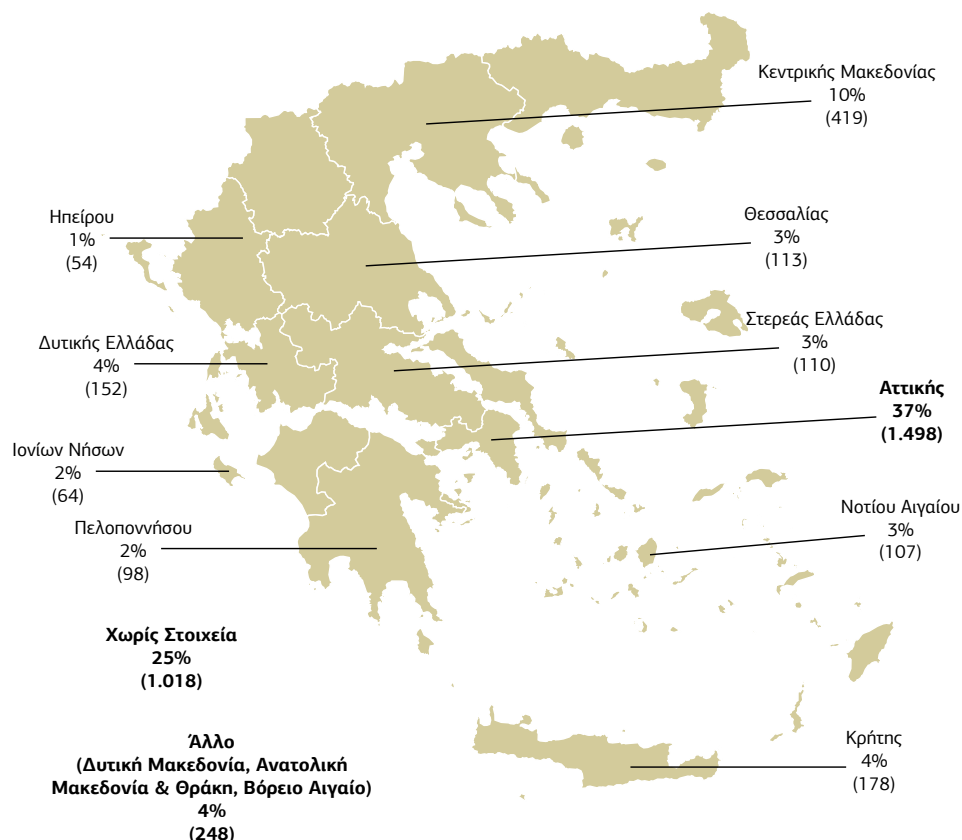 Κεντρικής Μακεδονίας
10%
(419)
Ηπείρου
1%
(54)
Θεσσαλίας
3%
(113)
Δυτικής Ελλάδας
4%
(152)
Στερεάς Ελλάδας
3%
(110)
Αττικής
37%
(1.498)
Ιονίων Νήσων
2%
(64)
Νοτίου Αιγαίου
3%
(107)
Πελοποννήσου
2%
(98)
Χωρίς Στοιχεία
25%
(1.018)
Άλλο
(Δυτική Μακεδονία, Ανατολική
Μακεδονία & Θράκη, Βόρειο Αιγαίο)
4%
(248)
Κρήτης
4%
(178)